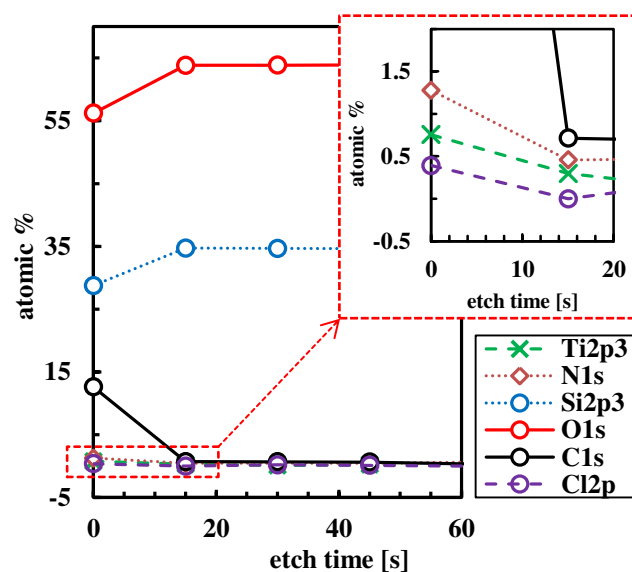 atomic %
55
35
15
-5
0
20
40
60
etch time [s]
atomic %
1.5
0.5
-0.5
0
10
20
etch time [s]
Ti2p3
N1s
Si2p3
O1s
C1s
Cl2p